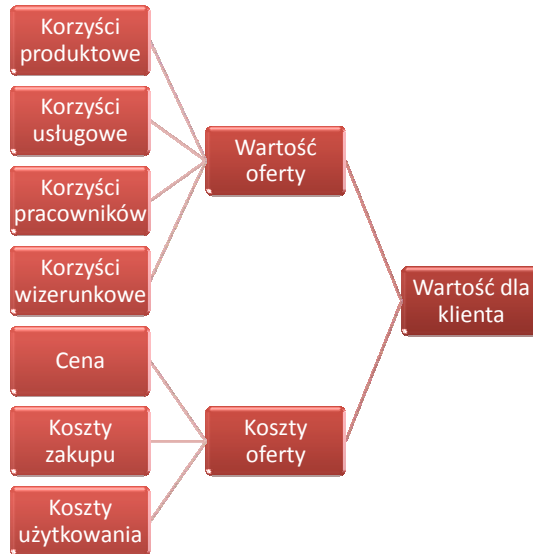 Korzyści
produktowe
Korzyści
usługowe
Korzyści
pracowników
Korzyści
wizerunkowe
Cena
Koszty
zakupu
Koszty
użytkowania
Wartość
oferty
Koszty
oferty
Wartość dla
klienta